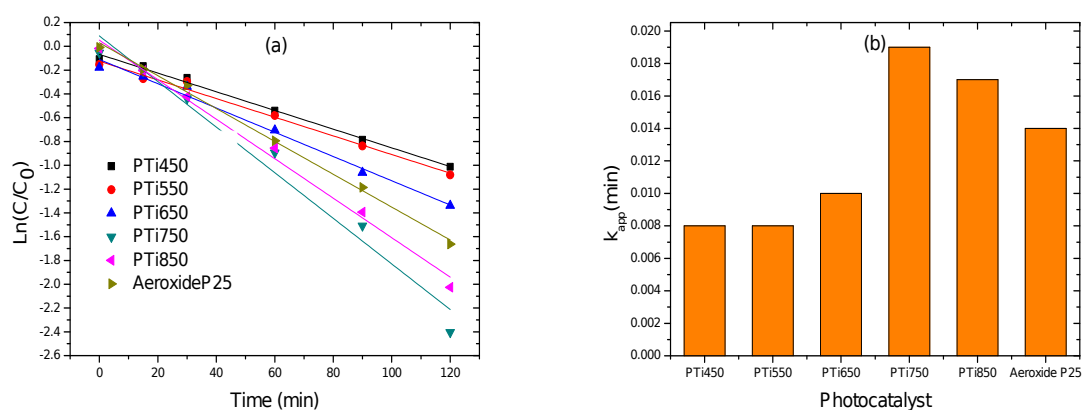 (a)
Ln(C/C0)
0.4
0.2
0.0
-0.2
-0.4
-0.6
-0.8
-1.0
-1.2
-1.4
-1.6
-1.8
-2.0
-2.2
-2.4
-2.6
PTi450
PTi550
PTi650
PTi750
PTi850
AeroxideP25
0 20 40 60 80 100 120
Time (min)
(b)
kapp(min)
0.020
0.018
0.016
0.014
0.012
0.010
0.008
0.006
0.004
0.002
0.000
PTi450 PTi550 PTi650 PTi750 PTi850 Aeroxide P25
Photocatalyst